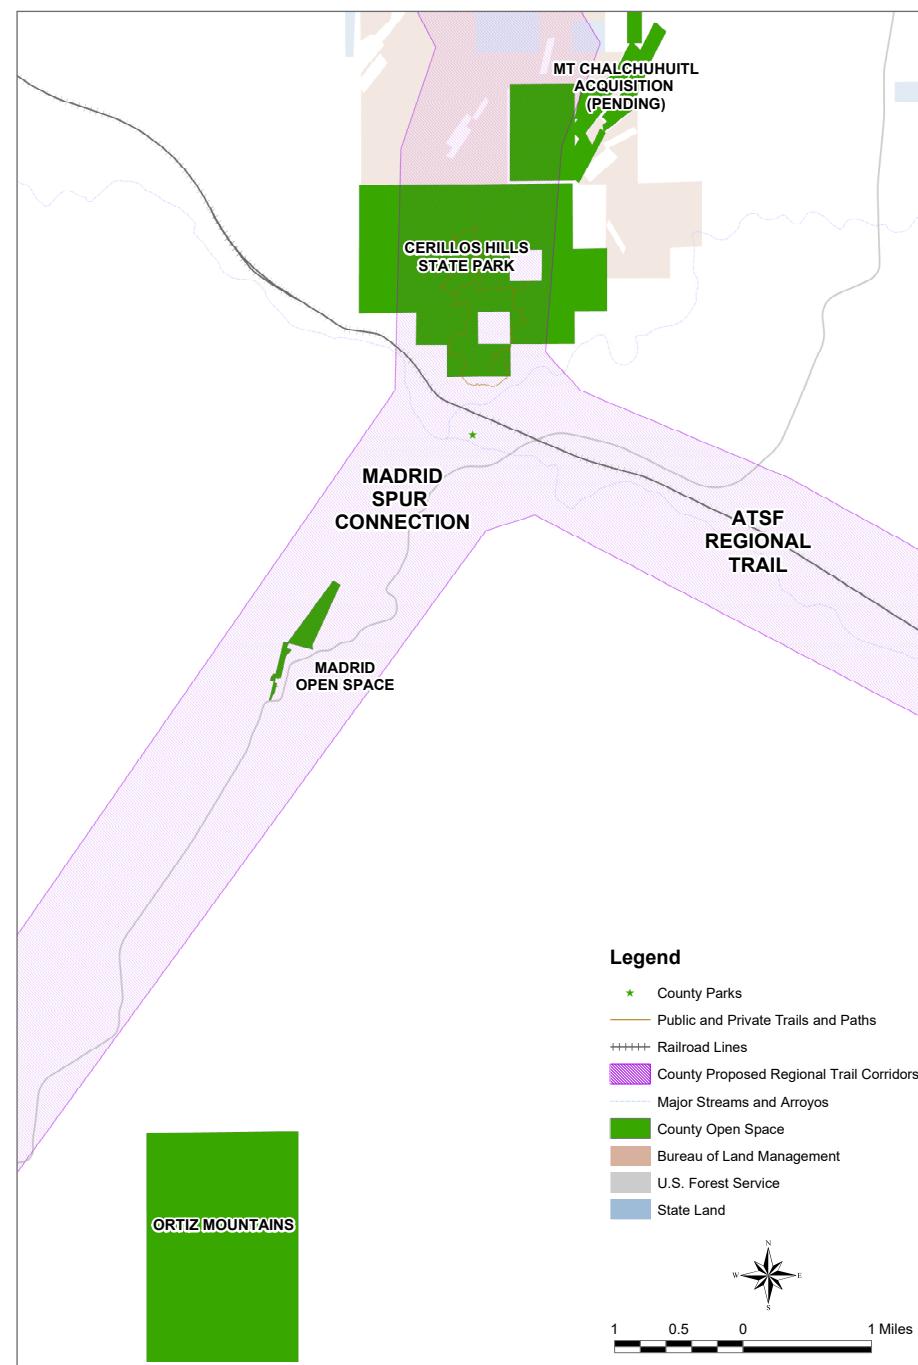 MT CHALCHUHUITL
ACQUISITION
(PENDING)
CERILLOS HILLS
STATE PARK
MADRID
SPUR
CONNECTION
ATSF
REGIONAL
TRAIL
MADRID
OPEN SPACE
ORTIZ MOUNTAINS
Legend
County Parks
Public and Private Trails and Paths
Railroad Lines
County Proposed Regional Trail Corridors
Major Streams and Arroyos
County Open Space
Bureau of Land Management
U.S. Forest Service
State Land
N
W E
S
1 0.5 0 1 Miles